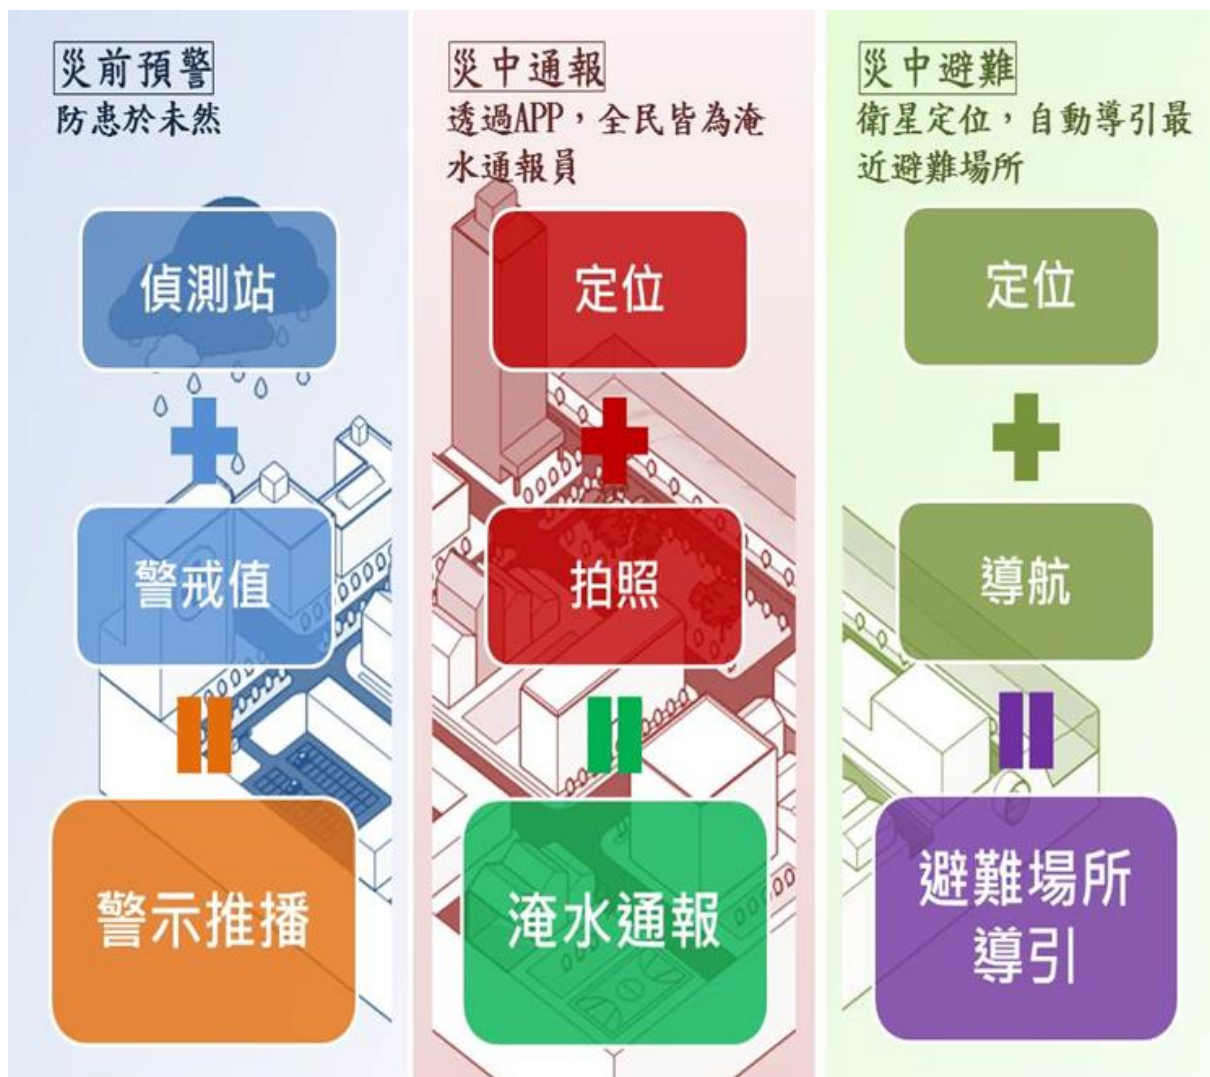 災前預警
防患於未然
偵測站
警戒值
警示推播
災中通報
透過APP，全民皆為淹
水通報員
定位
拍照
淹水通報
災中避難
衛星定位，自動導引最
近避難場所
定位
導航
避難場所
導引